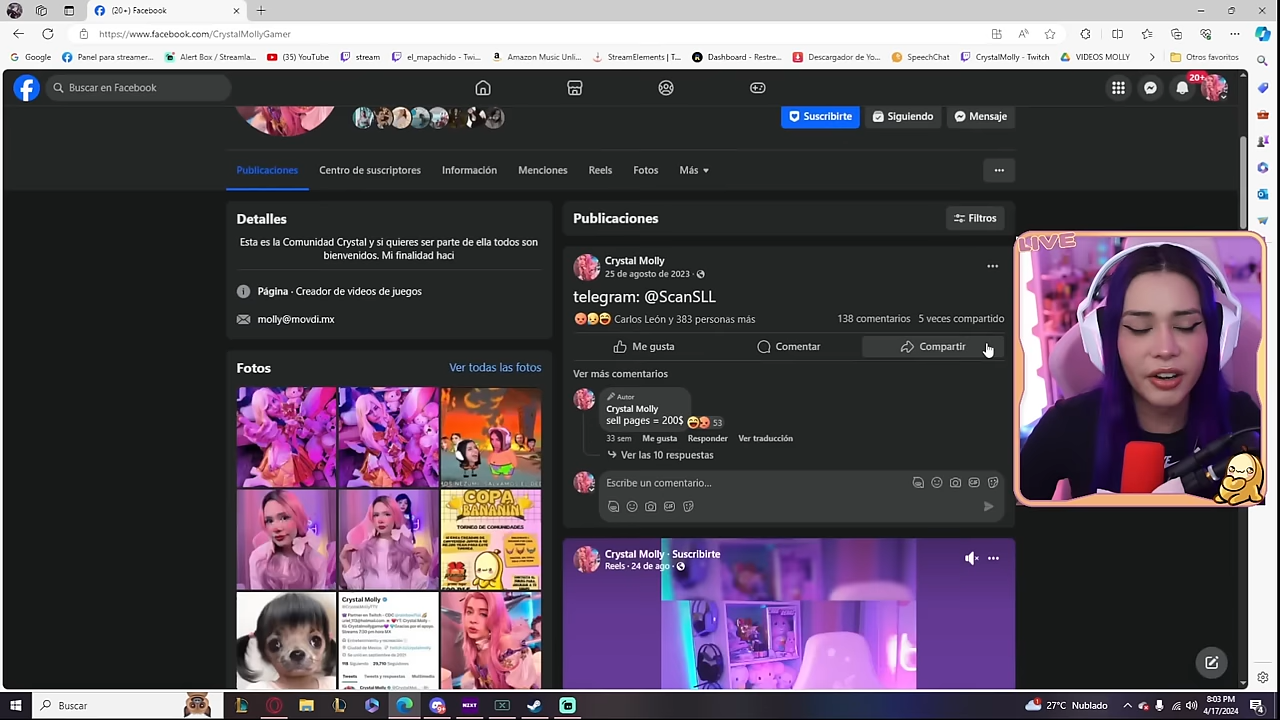 (20+) Facebook
https://www.facebook.com/CrystalMollyGamer
Google
Panel para streamer...
Alert Box / Streamla...
(35) YouTube
stream
el_mapachido - Twi...
Amazon Music Unli...
StreamElements | T...
Dashboard - Restre...
Descargador de Yo...
SpeechChat
CrystalMolly - Twitch
VIDEOS MOLLY
Otros favoritos
Buscar en Facebook
20+
Suscribirte
Siguiendo
Mensaje
Publicaciones
Centro de suscriptores
Información
Menciones
Reels
Fotos
Más
Detalles
Esta es la Comunidad Crystal y si quieres ser parte de ella todos son
bienvenidos. Mi finalidad haci
Página · Creador de videos de juegos
molly@movdi.mx
Fotos
Ver todas las fotos
COPA
BANANIN
TORNEO DE COMUNIDADES
Crystal Molly
Publicaciones
Filtros
Crystal Molly
25 de agosto de 2023 ·
telegram: @ScanSLL
Carlos León y 383 personas más
138 comentarios
5 veces compartido
Me gusta
Comentar
Compartir
Ver más comentarios
Autor
Crystal Molly
sell pages = 200$
53
33 sem
Me gusta
Responder
Ver traducción
Ver las 10 respuestas
Escribe un comentario...
Crystal Molly · Suscribirte
Reels · 24 de ago ·
LIVE
Buscar
27°C Nublado
8:03 PM
4/17/2024